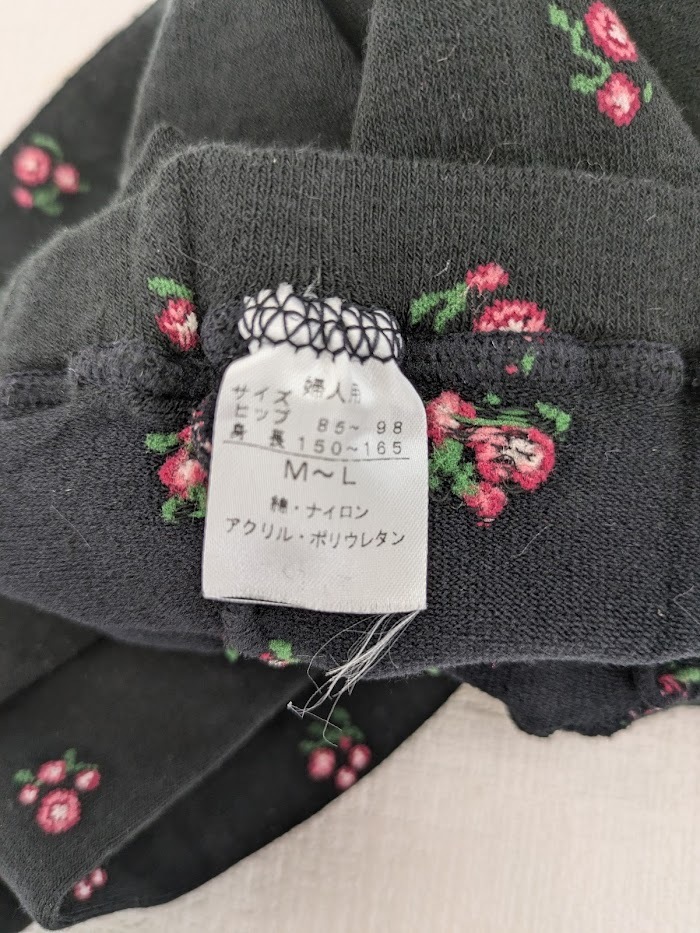 婦人用
サイズ
ヒップ 85～98
身長 150～165
M～L
綿・ナイロン
アクリル・ポリウレタン